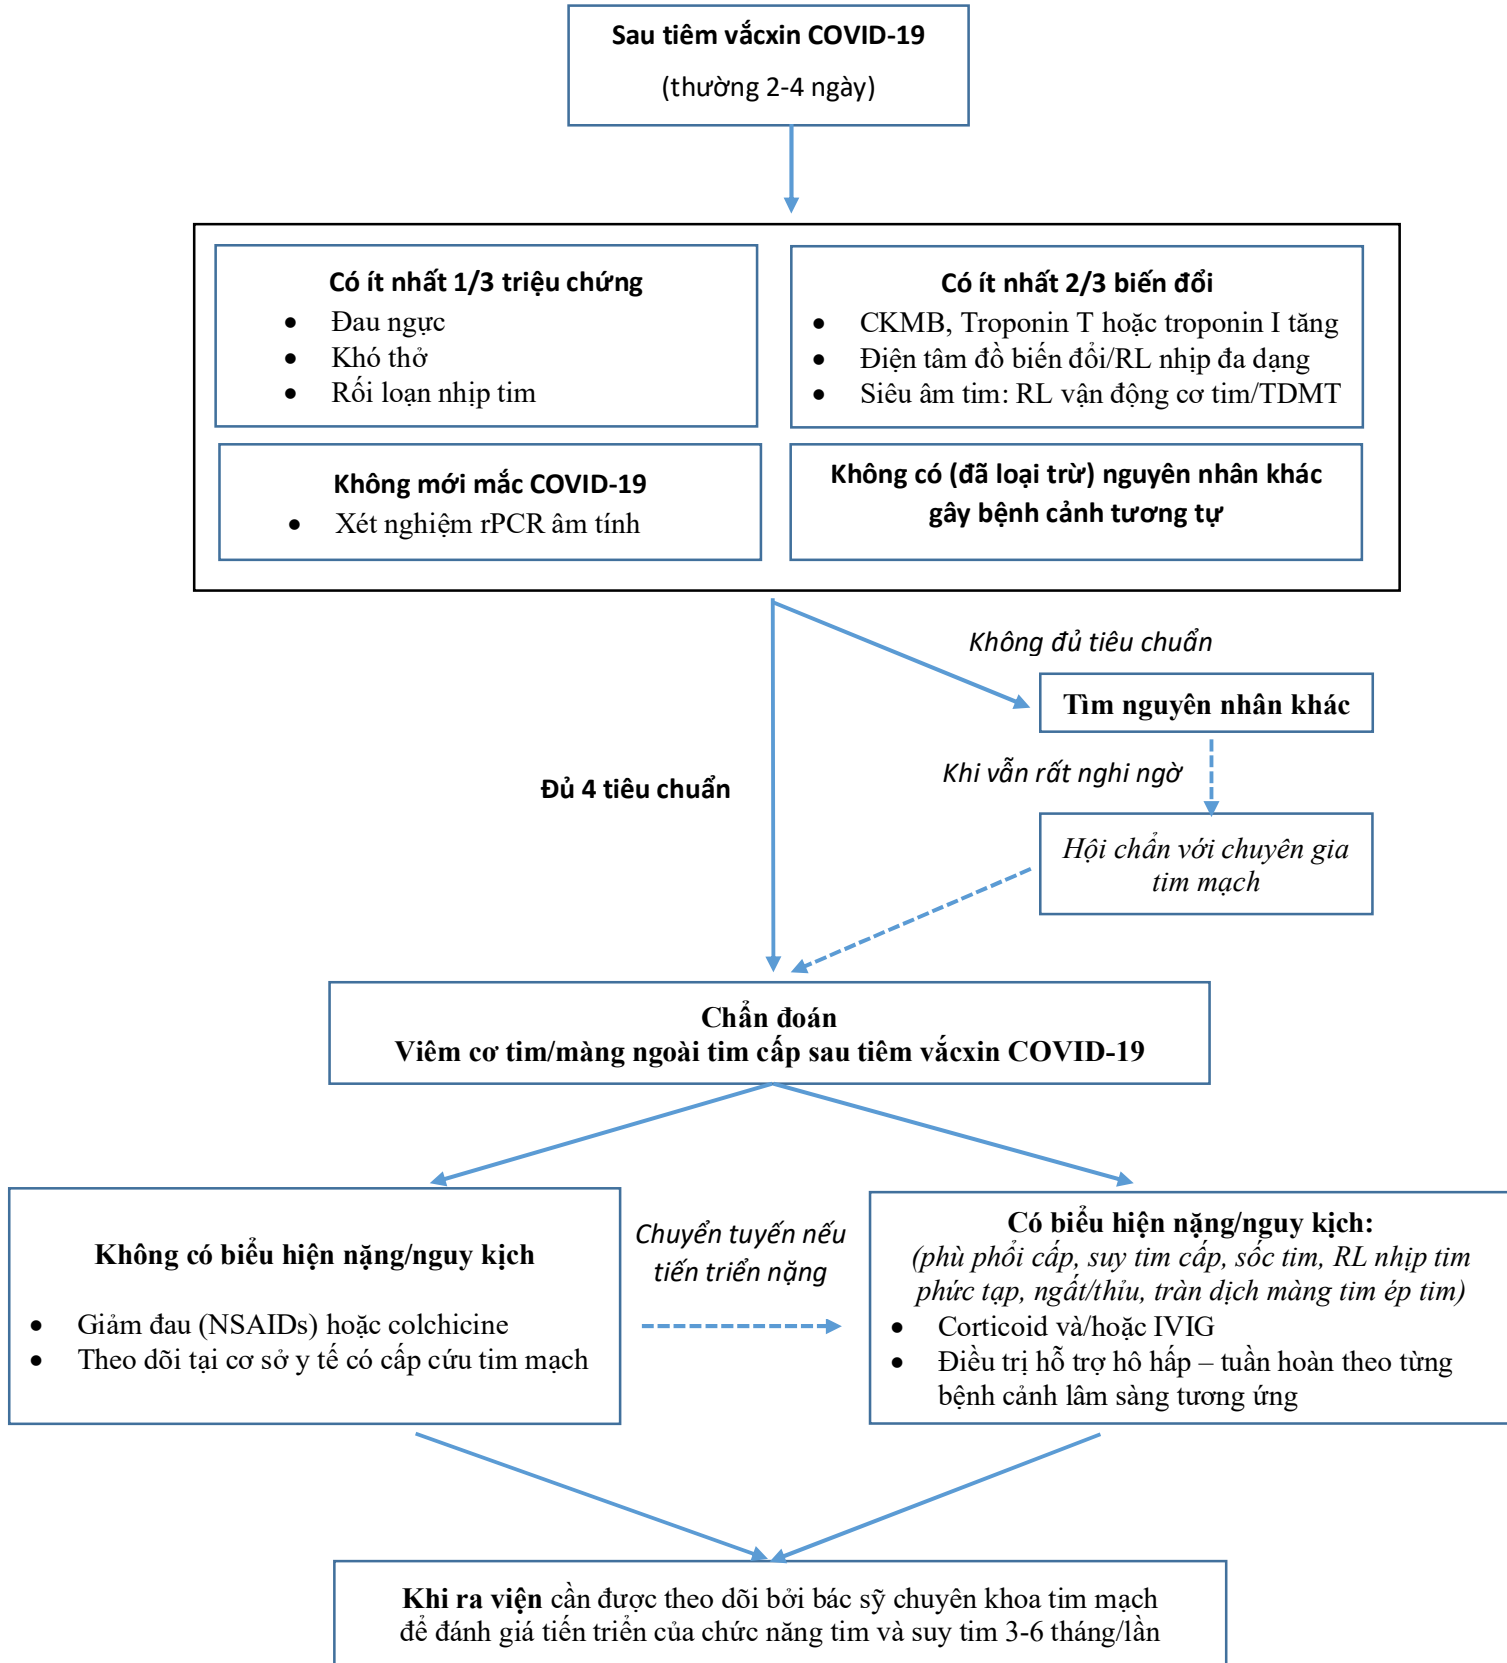 Sau tiêm vắcxin COVID-19
(thường 2-4 ngày)
Có ít nhất 1/3 triệu chứng
• Đau ngực
• Khó thở
• Rối loạn nhịp tim
Có ít nhất 2/3 biến đổi
• CKMB, Troponin T hoặc troponin I tăng
• Điện tâm đồ biến đổi/RL nhịp đa dạng
• Siêu âm tim: RL vận động cơ tim/TDMT
Không mới mắc COVID-19
• Xét nghiệm rPCR âm tính
Không có (đã loại trừ) nguyên nhân khác
gây bệnh cảnh tương tự
Không đủ tiêu chuẩn
Tìm nguyên nhân khác
Khi vẫn rất nghi ngờ
Đủ 4 tiêu chuẩn
Hội chẩn với chuyên gia
tim mạch
Chẩn đoán
Viêm cơ tim/màng ngoài tim cấp sau tiêm vắcxin COVID-19
Không có biểu hiện nặng/nguy kịch
• Giảm đau (NSAIDs) hoặc colchicine
• Theo dõi tại cơ sở y tế có cấp cứu tim mạch
Chuyển tuyến nếu
tiến triển nặng
Có biểu hiện nặng/nguy kịch:
(phù phổi cấp, suy tim cấp, sốc tim, RL nhịp tim
phức tạp, ngất/thỉu, tràn dịch màng tim ép tim)
• Corticoid và/hoặc IVIG
• Điều trị hỗ trợ hô hấp – tuần hoàn theo từng
bệnh cảnh lâm sàng tương ứng
Khi ra viện cần được theo dõi bởi bác sỹ chuyên khoa tim mạch
để đánh giá tiến triển của chức năng tim và suy tim 3-6 tháng/lần